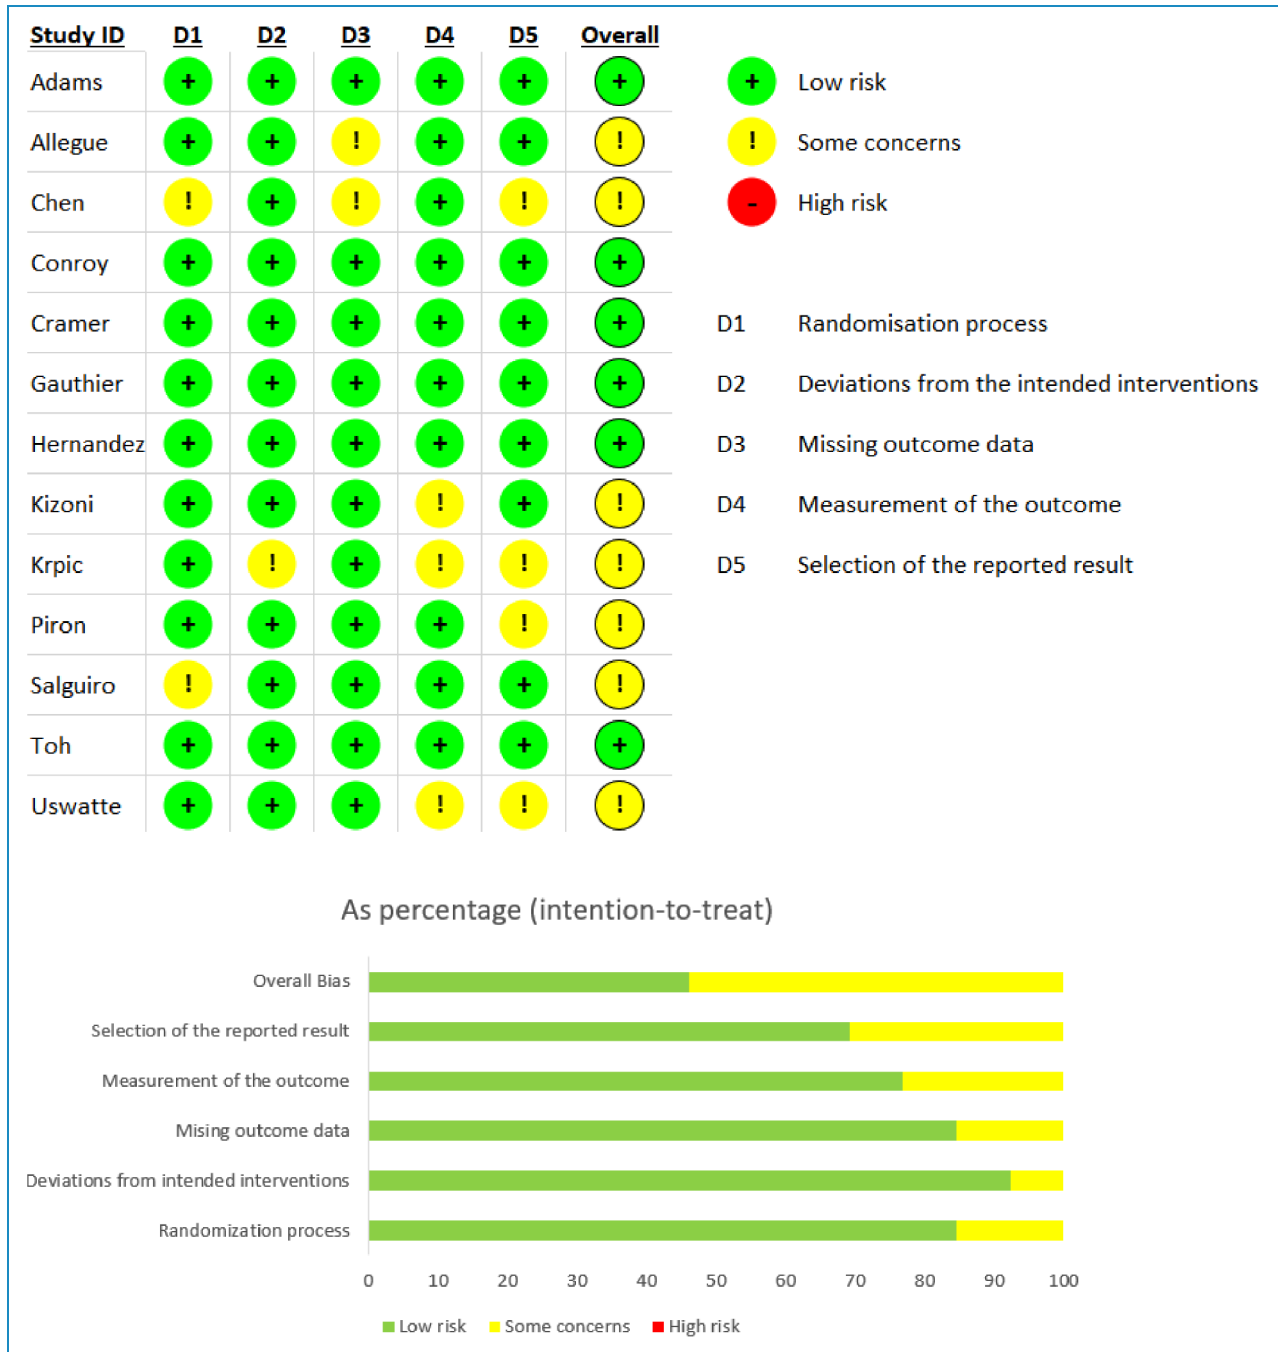 Study ID D1 D2 D3 D4 D5 Overall
Adams + + + + + +
Allegue + + ! + + !
Chen ! + ! + ! !
Conroy + + + + + +
Cramer + + + + + +
Gauthier + + + + + +
Hernandez + + + + + +
Kizoni + + + ! + !
Krpic + ! + ! ! !
Piron + + + + ! !
Salguiro ! + + + + !
Toh + + + + + +
Uswatte + + + ! ! !
+ Low risk
! Some concerns
- High risk
D1 Randomisation process
D2 Deviations from the intended interventions
D3 Missing outcome data
D4 Measurement of the outcome
D5 Selection of the reported result
As percentage (intention-to-treat)
Overall Bias
Selection of the reported result
Measurement of the outcome
Mising outcome data
Deviations from intended interventions
Randomization process
0 10 20 30 40 50 60 70 80 90 100
Low risk Some concerns High risk